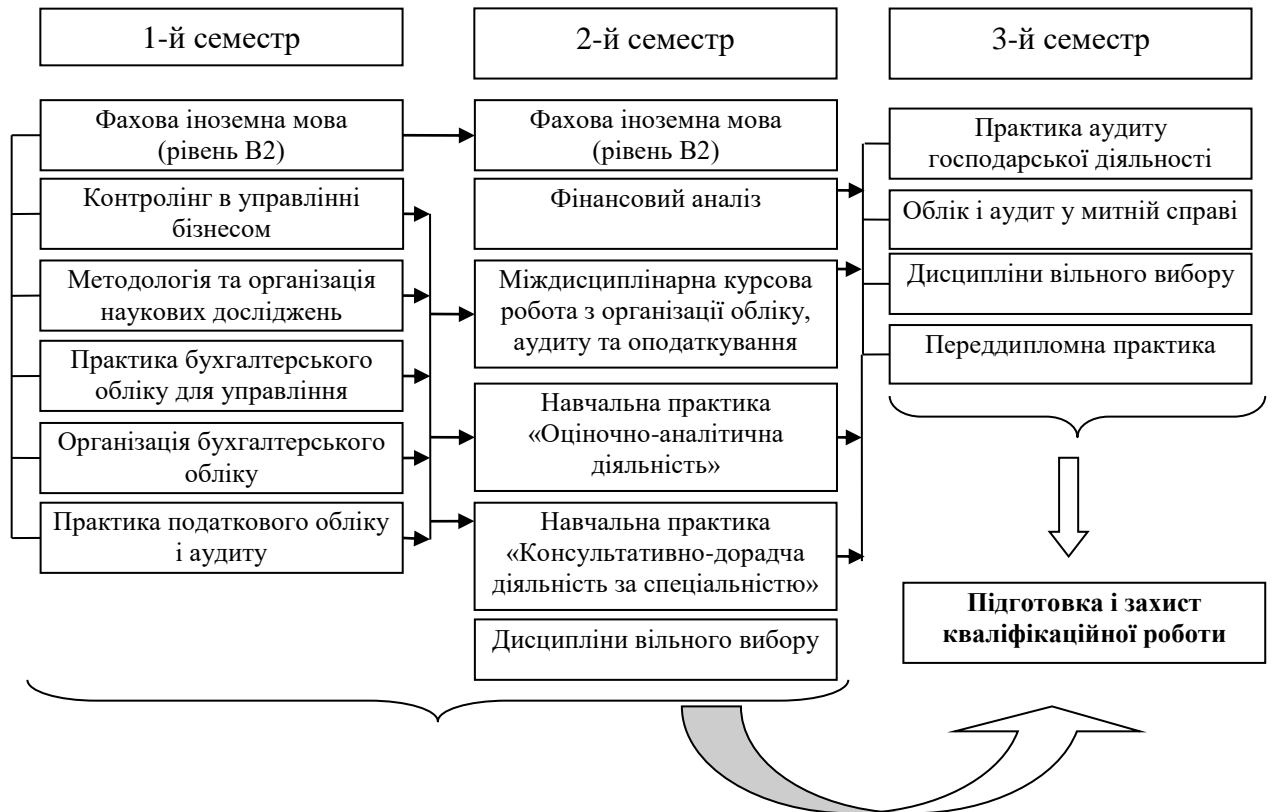 1-й семестр
2-й семестр
3-й семестр
Фахова іноземна мова
(рівень В2)
Контролінг в управлінні
бізнесом
Методологія та організація
наукових досліджень
Практика бухгалтерського
обліку для управління
Організація бухгалтерського
обліку
Практика податкового обліку
і аудиту
Фахова іноземна мова
(рівень В2)
Фінансовий аналіз
Міждисциплінарна курсова
робота з організації обліку,
аудиту та оподаткування
Навчальна практика
«Оціночно-аналітична
діяльність»
Навчальна практика
«Консультативно-дорадча
діяльність за спеціальністю»
Дисципліни вільного вибору
Практика аудиту
господарської діяльності
Облік і аудит у митній справі
Дисципліни вільного вибору
Переддипломна практика
Підготовка і захист
кваліфікаційної роботи